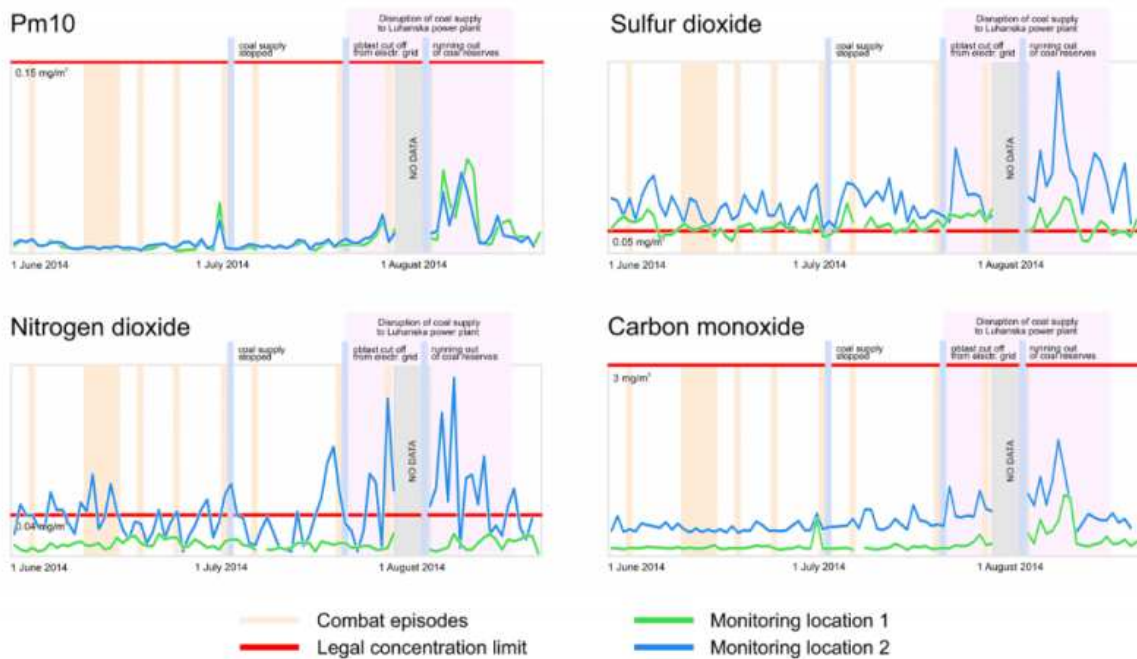 Pm10
Disruption of coal supply
to Luhanska power plant
coal supply
stopped
oblast cut off
from electr. grid
running out
of coal reserves
0.15 mg/m³
NO DATA
1 June 2014
1 July 2014
1 August 2014
Sulfur dioxide
Disruption of coal supply
to Luhanska power plant
coal supply
stopped
oblast cut off
from electr. grid
running out
of coal reserves
NO DATA
0.05 mg/m³
1 June 2014
1 July 2014
1 August 2014
Nitrogen dioxide
Disruption of coal supply
to Luhanska power plant
coal supply
stopped
oblast cut off
from electr. grid
running out
of coal reserves
NO DATA
0.04 mg/m³
1 June 2014
1 July 2014
1 August 2014
Carbon monoxide
Disruption of coal supply
to Luhanska power plant
coal supply
stopped
oblast cut off
from electr. grid
running out
of coal reserves
3 mg/m³
NO DATA
1 June 2014
1 July 2014
1 August 2014
Combat episodes
Legal concentration limit
Monitoring location 1
Monitoring location 2